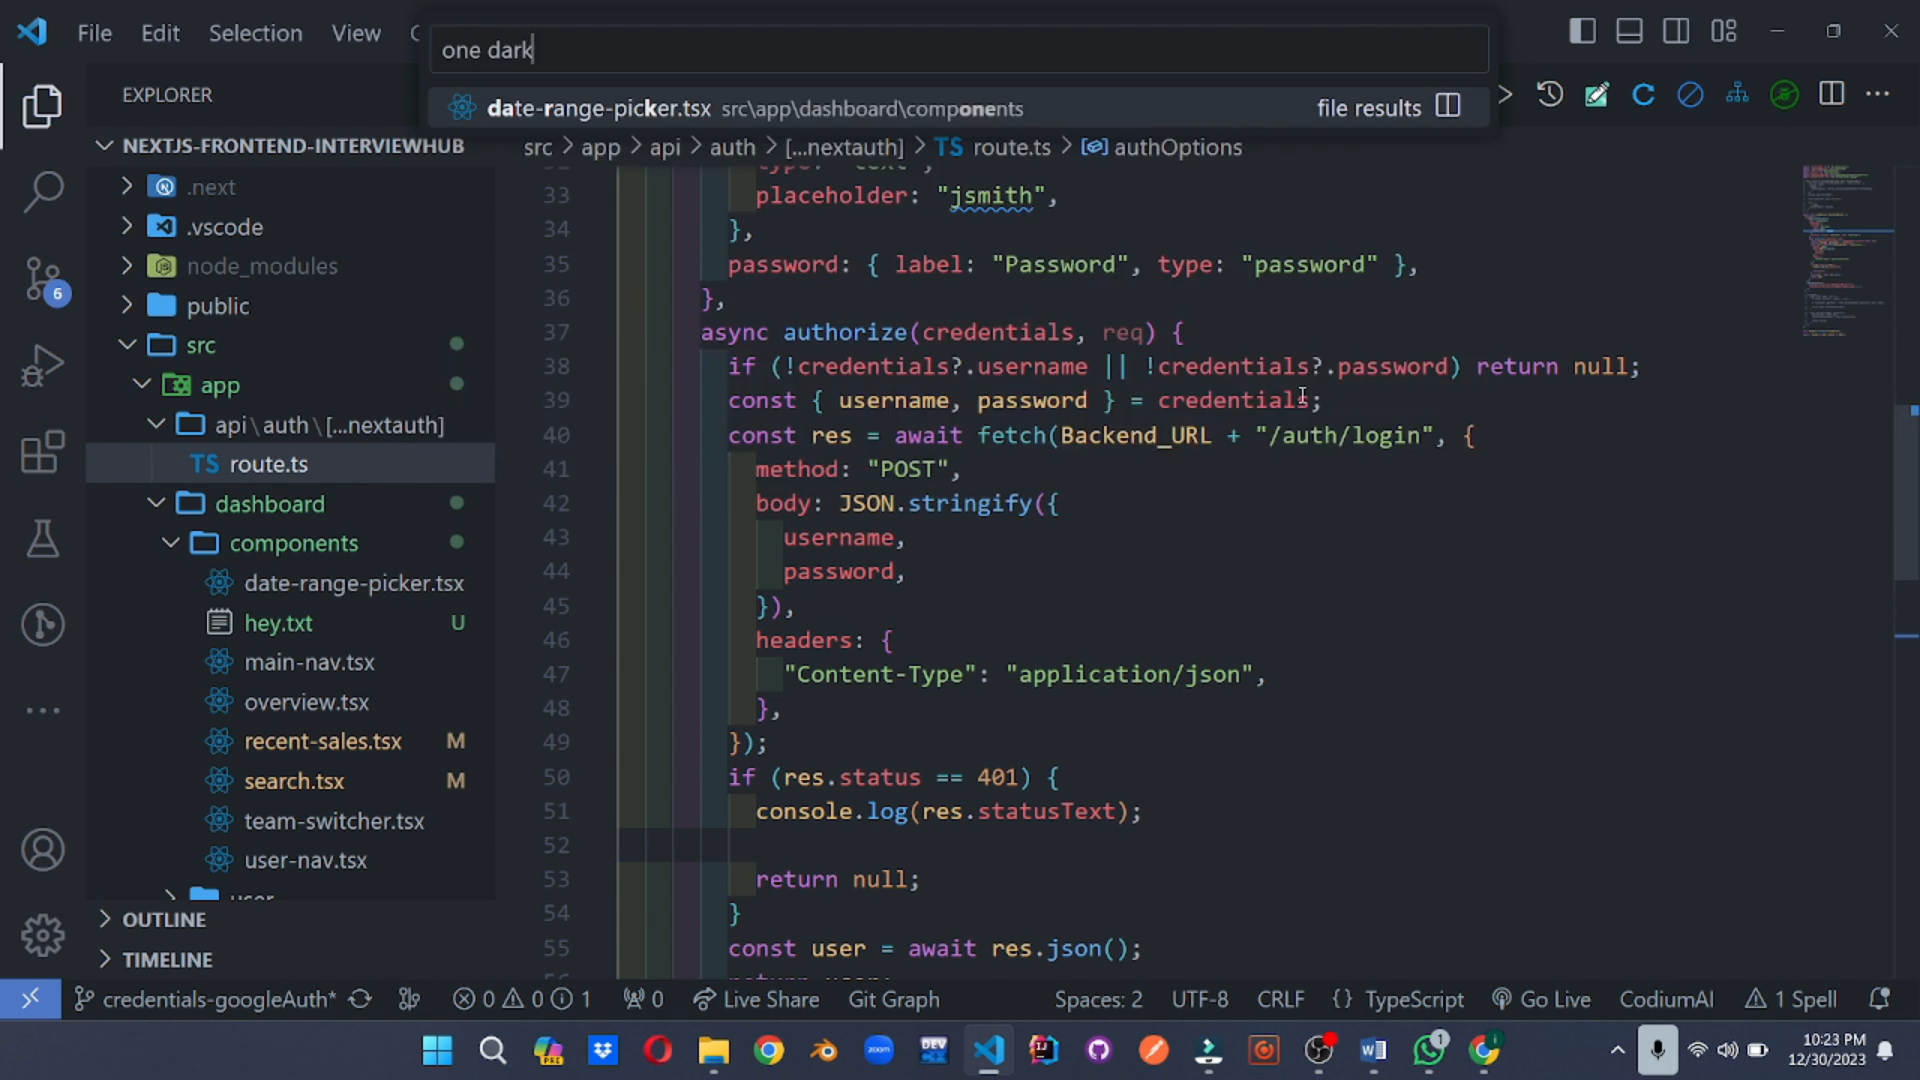 File Edit Selection View
one dark
date-range-picker.tsx src\app\dashboard\components file results
EXPLORER
NEXTJS-FRONTEND-INTERVIEWHUB
.next
.vscode
node_modules
public
src
app
api\auth\[...nextauth]
TS route.ts
dashboard
components
date-range-picker.tsx
hey.txt U
main-nav.tsx
overview.tsx
recent-sales.tsx M
search.tsx M
team-switcher.tsx
user-nav.tsx
user
OUTLINE
TIMELINE
6
src > app > api > auth > [...nextauth] > TS route.ts > authOptions
33 placeholder: "jsmith",
34 },
35 password: { label: "Password", type: "password" },
36 },
37 async authorize(credentials, req) {
38 if (!credentials?.username || !credentials?.password) return null;
39 const { username, password } = credentials;
40 const res = await fetch(Backend_URL + "/auth/login", {
41 method: "POST",
42 body: JSON.stringify({
43 username,
44 password,
45 }),
46 headers: {
47 "Content-Type": "application/json",
48 },
49 });
50 if (res.status == 401) {
51 console.log(res.statusText);
52
53 return null;
54 }
55 const user = await res.json();
credentials-googleAuth* 0 0 1 0 Live Share Git Graph Spaces: 2 UTF-8 CRLF {} TypeScript Go Live CodiumAI 1 Spell
PRE
zoom
DEV
1
10:23 PM
12/30/2023